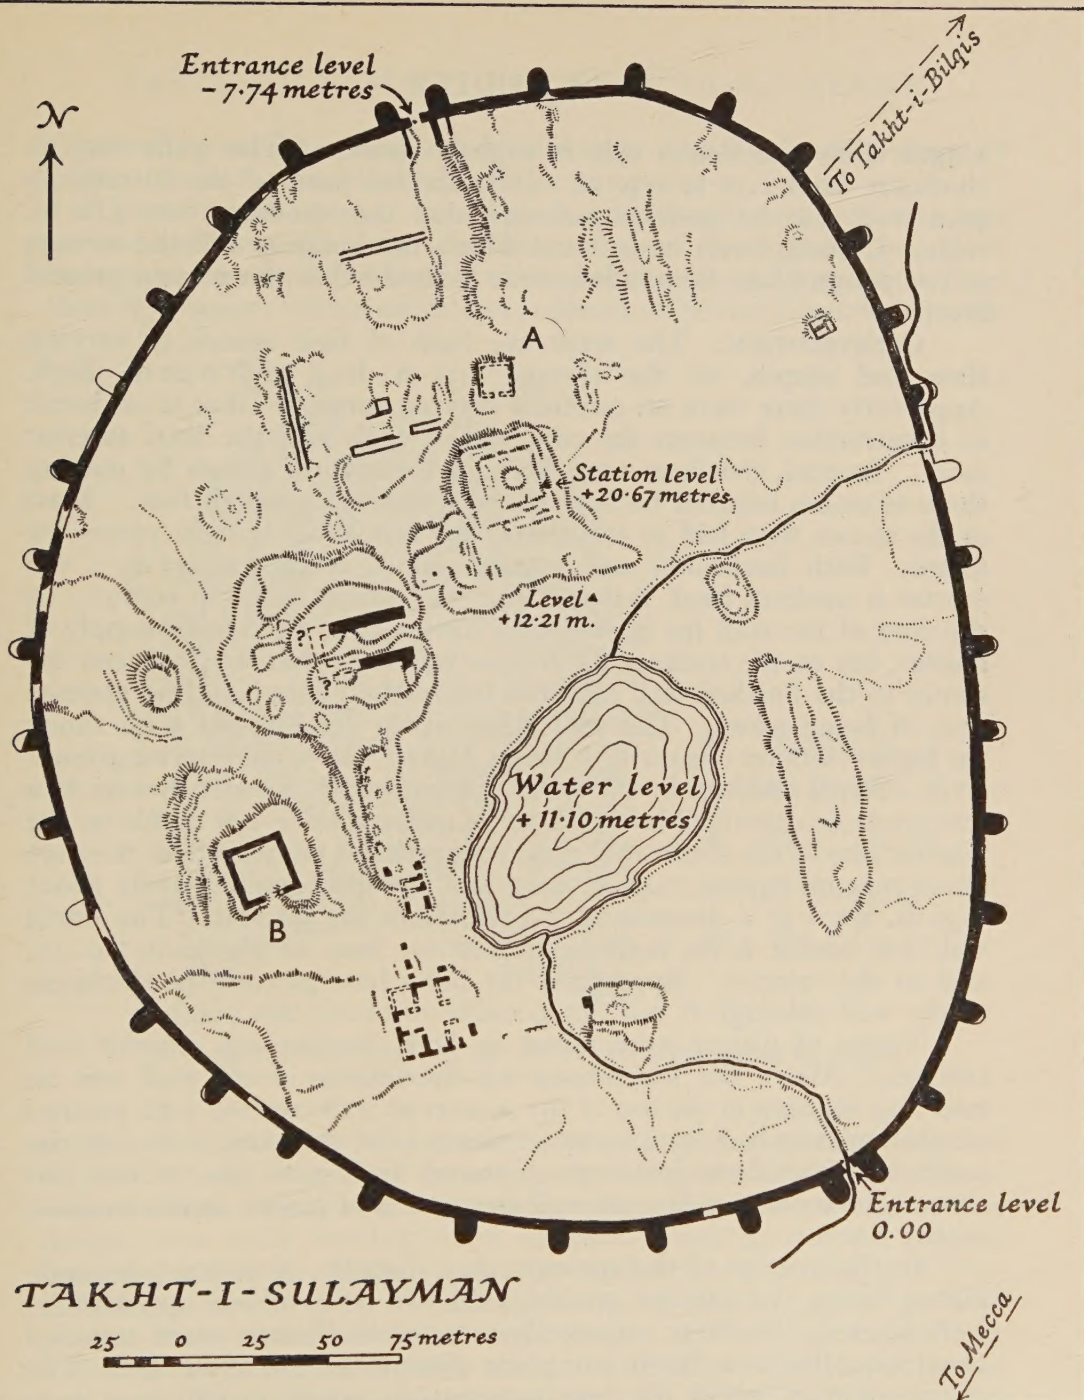 Entrance level
- 7·74 metres
N
To Takht-i-Bilqis
A
Station level
+20·67 metres
Level
+12·21 m.
?
?
Water level
+ 11·10 metres
B
Entrance level
0.00
TAKHT-I-SULAYMAN
25 0 25 50 75 metres
To Mecca